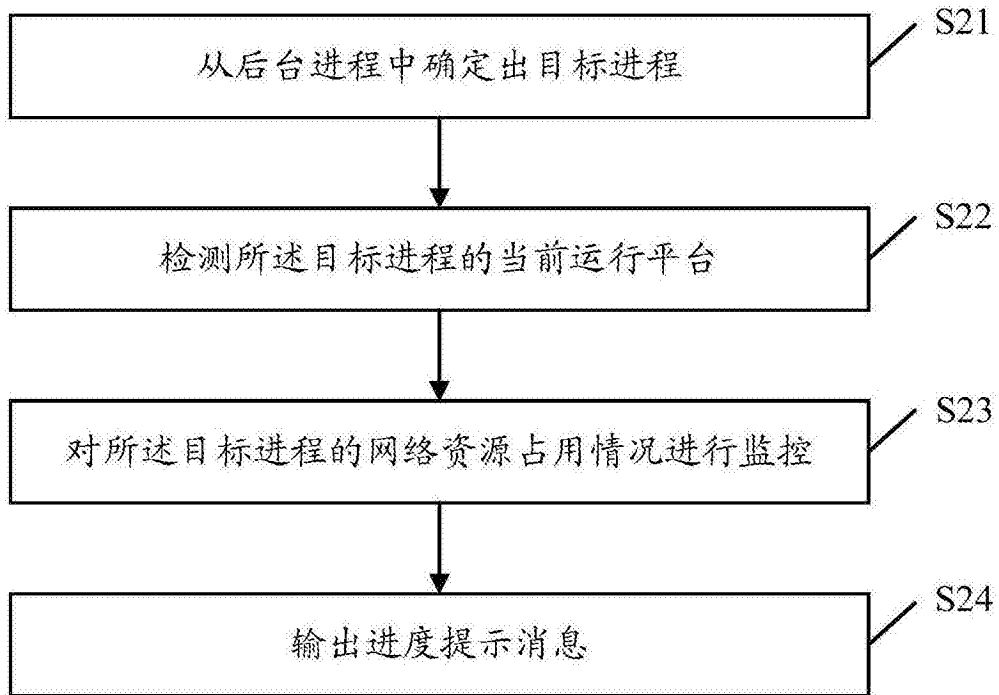 S21
从后台进程中确定出目标进程
S22
检测所述目标进程的当前运行平台
S23
对所述目标进程的网络资源占用情况进行监控
S24
输出进度提示消息